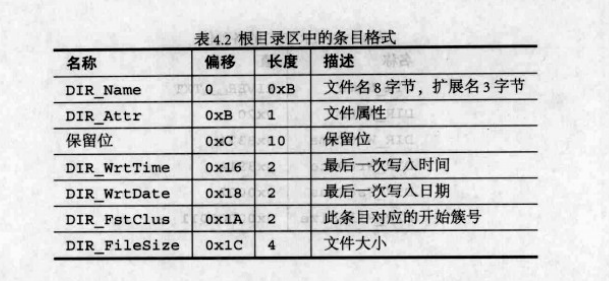 表4.2 根目录区中的条目格式
名称 偏移 长度 描述
DIR_Name 0 0xB 文件名8字节，扩展名3字节
DIR_Attr 0xB 1 文件属性
保留位 0xC 10 保留位
DIR_WrtTime 0x16 2 最后一次写入时间
DIR_WrtDate 0x18 2 最后一次写入日期
DIR_FstClus 0x1A 2 此条目对应的开始簇号
DIR_FileSize 0x1C 4 文件大小